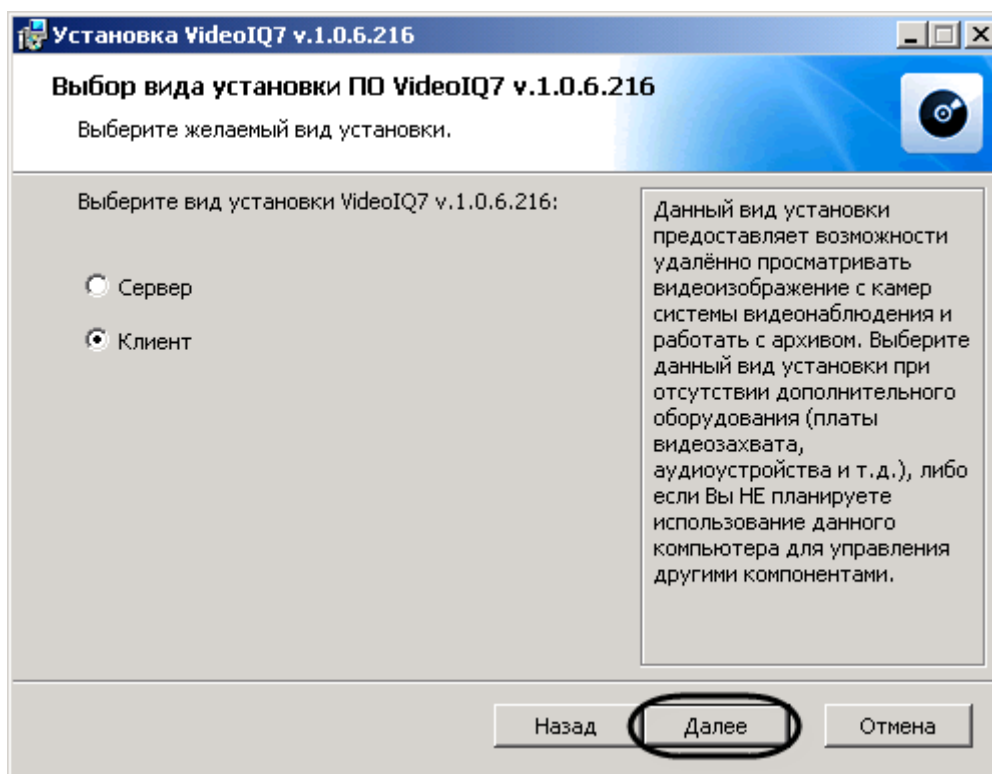 Установка VideoIQ7 v.1.0.6.216
Выбор вида установки ПО VideoIQ7 v.1.0.6.216
Выберите желаемый вид установки.
Выберите вид установки VideoIQ7 v.1.0.6.216:
Сервер
Клиент
Данный вид установки
предоставляет возможности
удалённо просматривать
видеоизображение с камер
системы видеонаблюдения и
работать с архивом. Выберите
данный вид установки при
отсутствии дополнительного
оборудования (платы
видеозахвата,
аудиоустройства и т.д.), либо
если Вы НЕ планируете
использование данного
компьютера для управления
другими компонентами.
Назад
Далее
Отмена